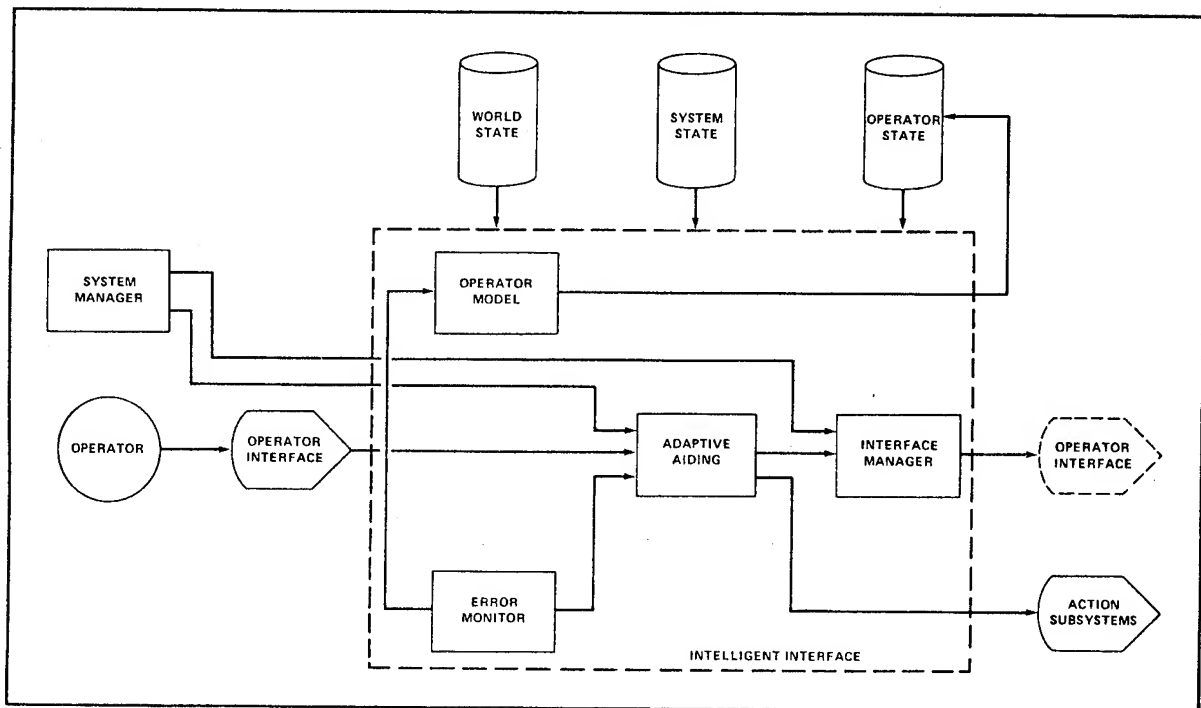 WORLD
STATE
SYSTEM
STATE
OPERATOR
STATE
SYSTEM
MANAGER
OPERATOR
MODEL
OPERATOR
OPERATOR
INTERFACE
ADAPTIVE
AIDING
INTERFACE
MANAGER
OPERATOR
INTERFACE
ERROR
MONITOR
ACTION
SUBSYSTEMS
INTELLIGENT INTERFACE